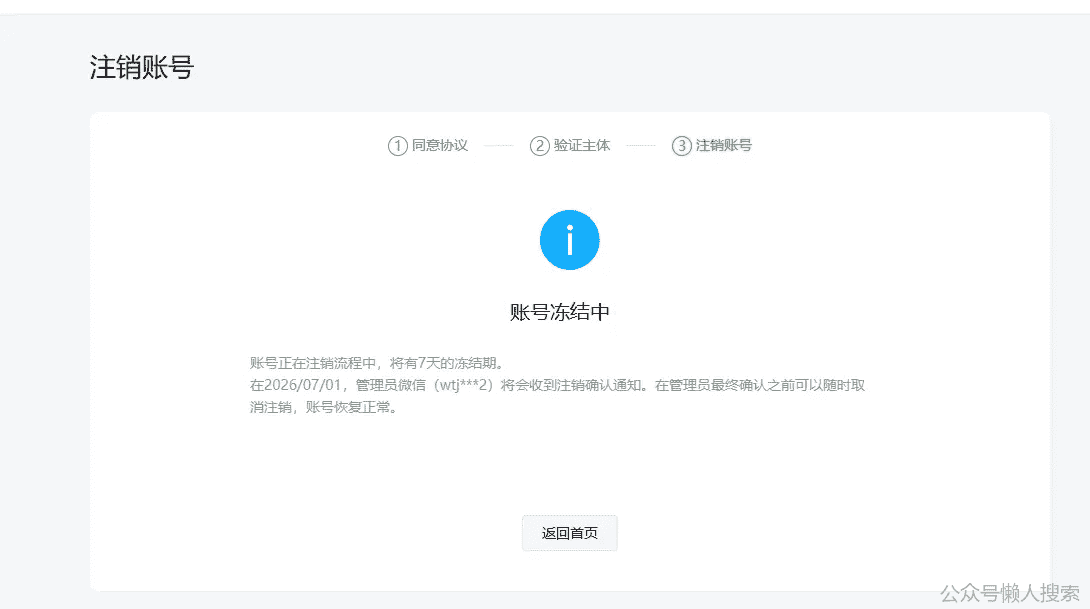 注销账号
1 同意协议 2 验证主体 3 注销账号
i
账号冻结中
账号正在注销流程中，将有7天的冻结期。
在2026/07/01，管理员微信（wtj***2）将会收到注销确认通知。在管理员最终确认之前可以随时取
消注销，账号恢复正常。
返回首页
公众号懒人搜索